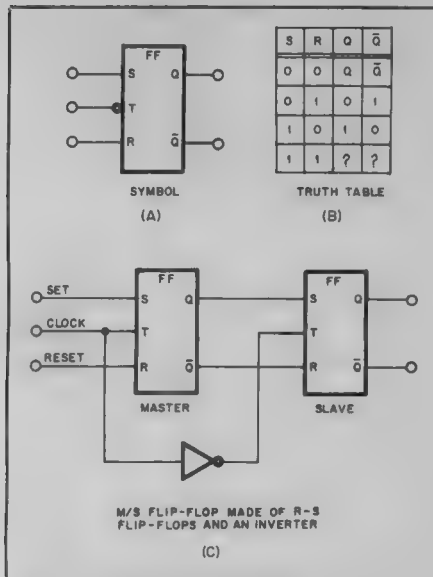 FF
S Q
T
R Q̅
SYMBOL
(A)
S R Q Q̅
0 0 Q Q̅
0 1 0 1
1 0 1 0
1 1 ? ?
TRUTH TABLE
(B)
SET
CLOCK
RESET
FF
S Q
T
R Q̅
MASTER
FF
S Q
T
R Q̅
SLAVE
M/S FLIP-FLOP MADE OF R-S
FLIP-FLOPS AND AN INVERTER
(C)